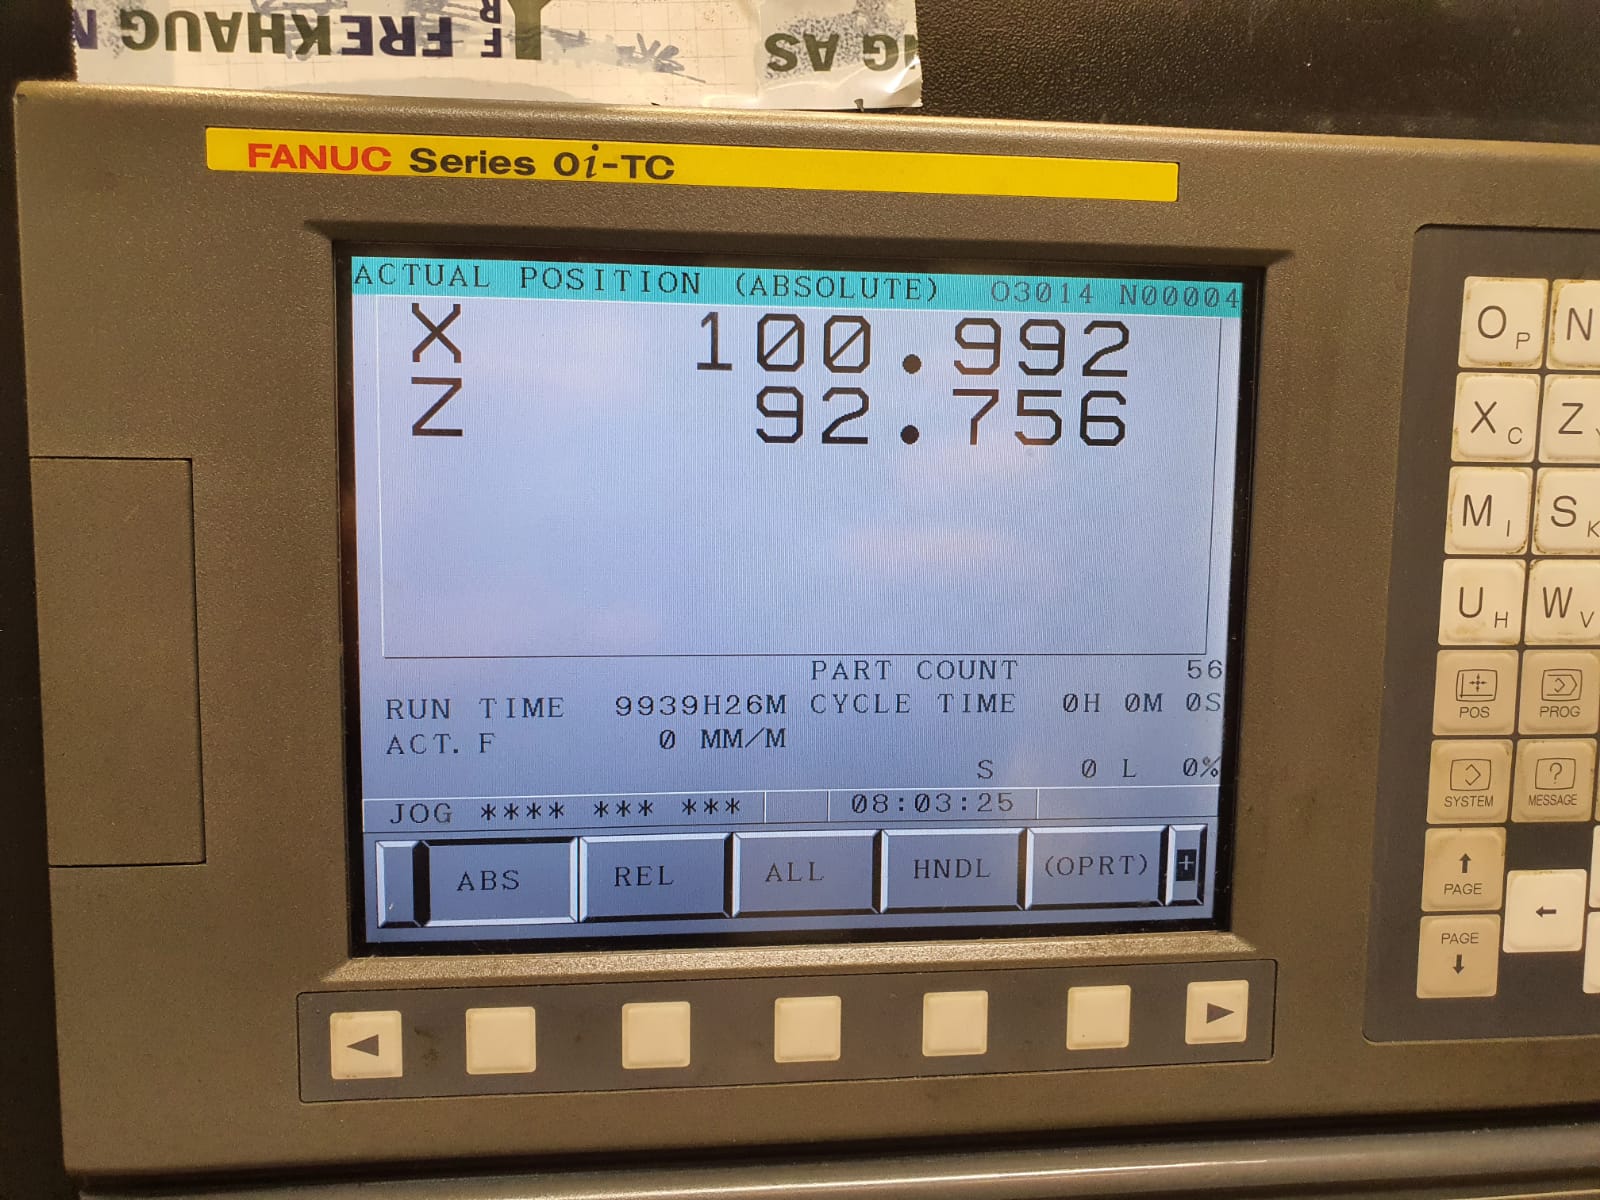 FREKHAUG
AS
FANUC Series 0i-TC
ACTUAL POSITION (ABSOLUTE) O3014 N00004
X 100.992
Z 92.756
PART COUNT 56
RUN TIME 9939H26M CYCLE TIME 0H 0M 0S
ACT. F 0 MM/M
S 0 L 0%
JOG **** *** *** 08:03:25
ABS REL ALL HNDL (OPRT) +
O P N
X C Z
M I S K
U H W V
POS PROG
SYSTEM ? MESSAGE
↑ PAGE
←
PAGE ↓